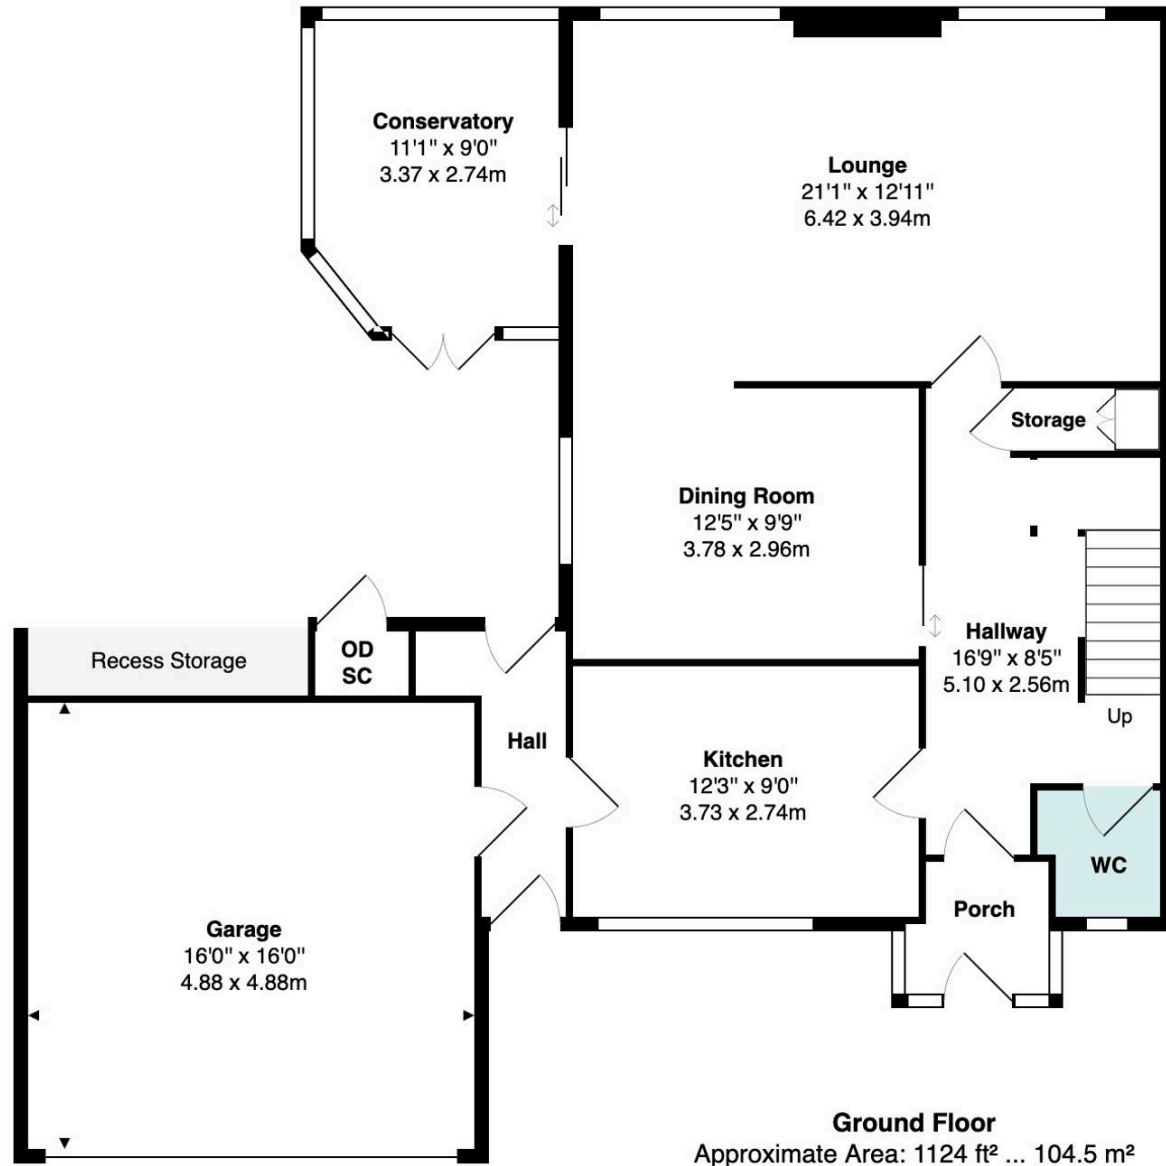 Conservatory
11'1" x 9'0"
3.37 x 2.74m
Lounge
21'1" x 12'11"
6.42 x 3.94m
Storage
Dining Room
12'5" x 9'9"
3.78 x 2.96m
Hallway
16'9" x 8'5"
5.10 x 2.56m
Up
Recess Storage
OD
SC
Hall
Kitchen
12'3" x 9'0"
3.73 x 2.74m
WC
Porch
Garage
16'0" x 16'0"
4.88 x 4.88m
Ground Floor
Approximate Area: 1124 ft² ... 104.5 m²